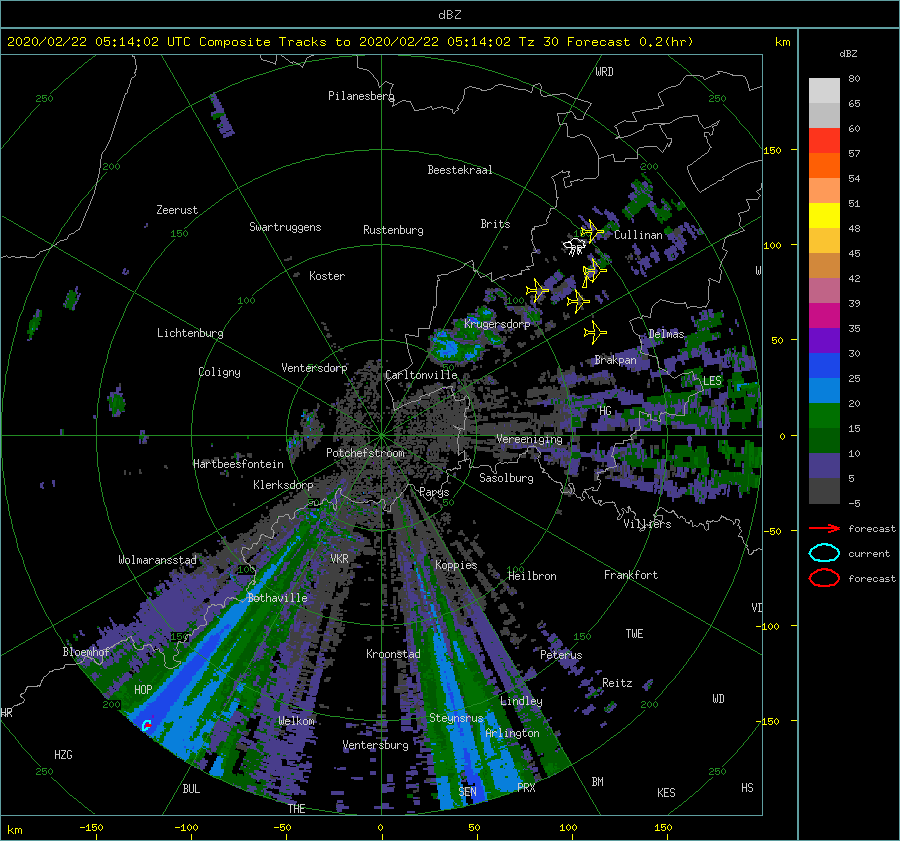 dBZ
2020/02/22 05:14:02 UTC Composite Tracks to 2020/02/22 05:14:02 Tz 30 Forecast 0.2(hr)
km
dBZ
WRD
80
250
Pilanesberg
250
65
60
150
57
200
Beestekraal
200
54
Zeerust
51
Swartruggens
Brits
150
Rustenburg
Cullinan
48
100
45
Koster
W
42
100
100
39
Krugersdorp
35
Lichtenburg
Delmas
50
30
Ventersdorp
Brakpan
Coligny
Carltonville
LES
25
20
HG
15
Vereeniging
0
10
Potchefstroom
Hartbeesfontein
5
Sasolburg
Klerksdorp
Parys
-5
50
50
Villiers
-50
forecast
VKR
current
Wolmaransstad
Koppies
100
100
Heilbron
Frankfort
forecast
Bothaville
VI
-100
150
150
TWE
Bloemhof
Kroonstad
Peterus
HOP
Reitz
WD
200
Lindley
200
HR
Welkom
Steynsrus
-150
Arlington
HZG
Ventersburg
250
250
BUL
SEN
PRX
BM
KES
HS
THE
km
-150
-100
-50
0
50
100
150